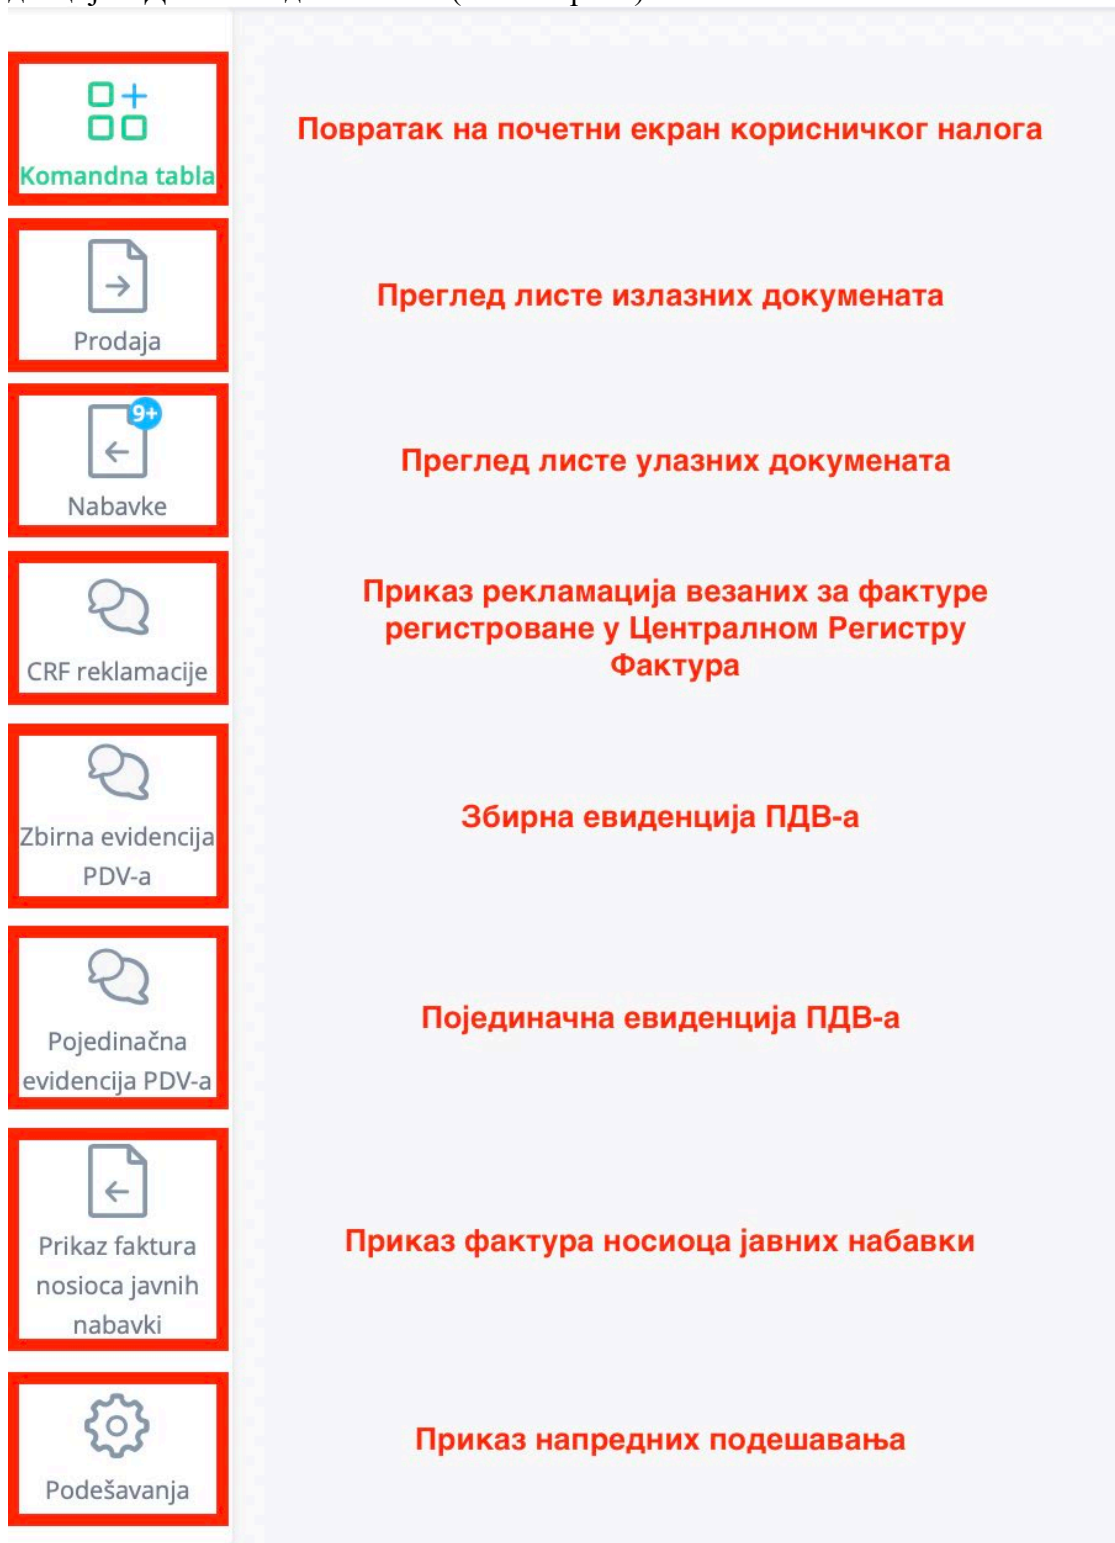 Komandna tabla
Повратак на почетни екран корисничког налога
Prodaja
Преглед листе излазних докумената
9+
Nabavke
Преглед листе улазних докумената
CRF reklamacije
Приказ рекламација везаних за фактуре
регистроване у Централном Регистру
Фактура
Zbirna evidencija
PDV-a
Збирна евиденција ПДВ-а
Pojedinačna
evidencija PDV-a
Појединачна евиденција ПДВ-а
Prikaz faktura
nosioca javnih
nabavki
Приказ фактура носиоца јавних набавки
Podešavanja
Приказ напредних подешавања